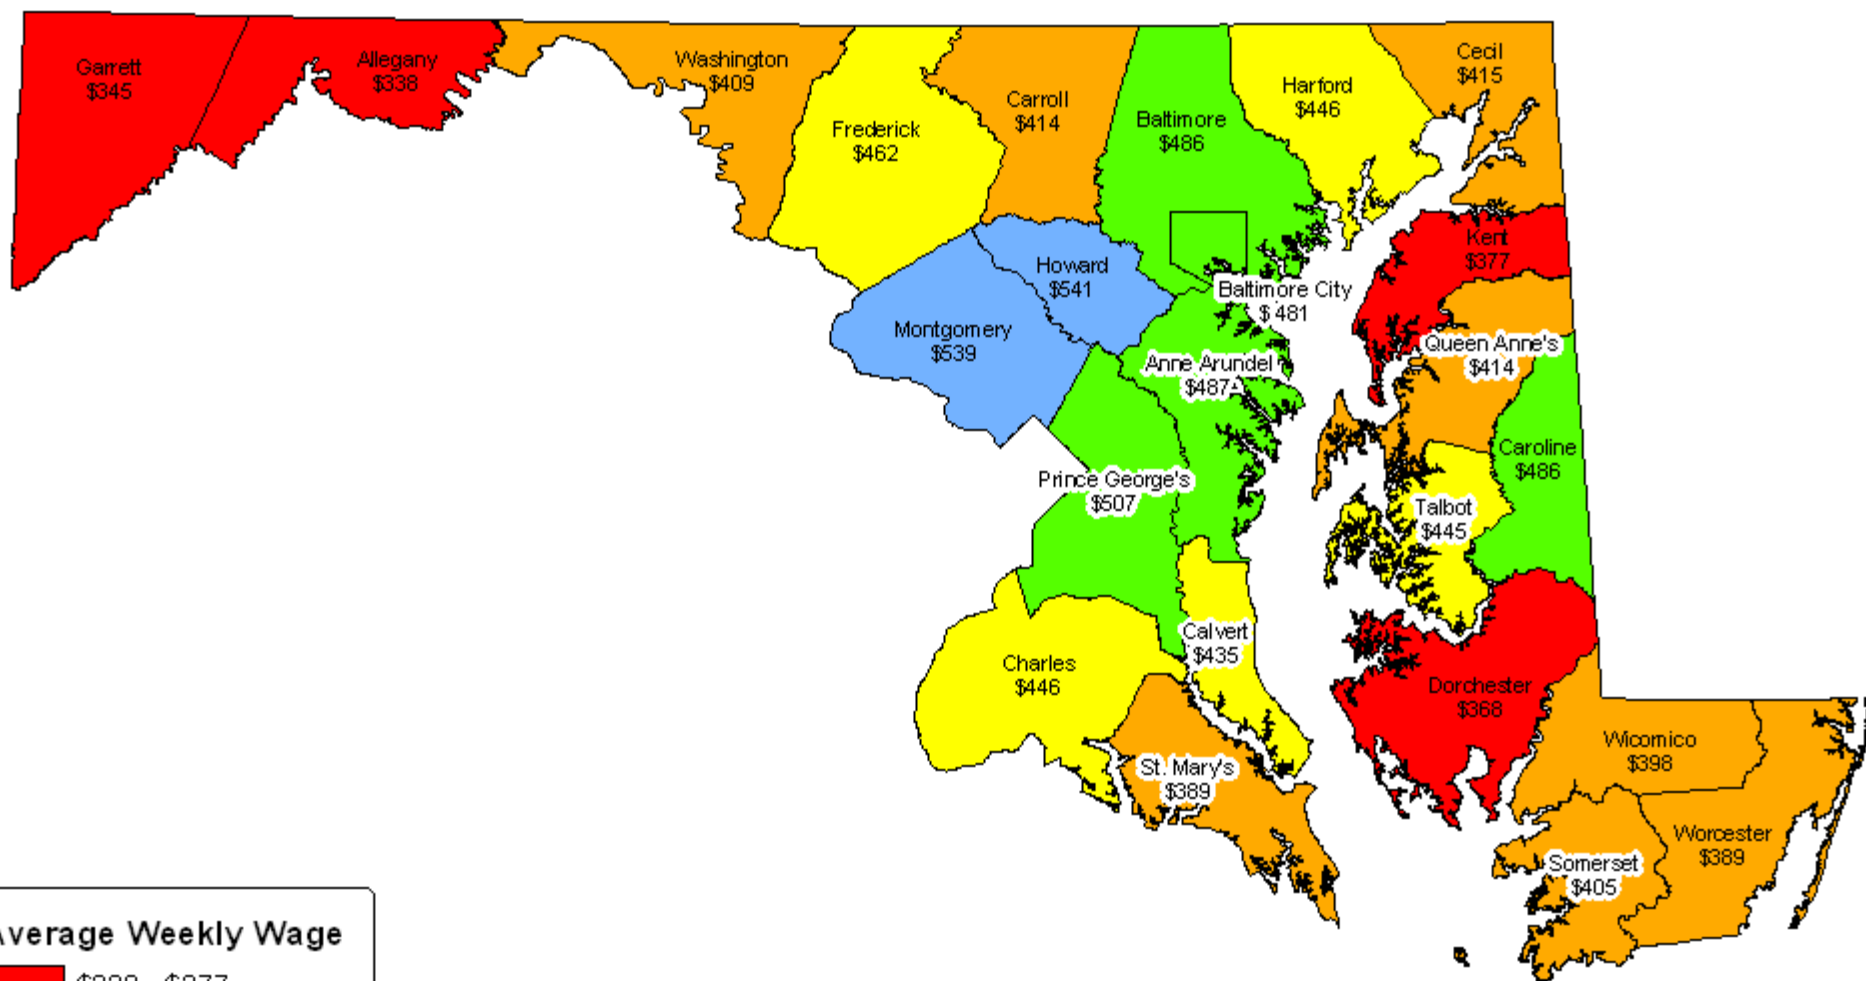 Garrett
$345
Allegany
$338
Washington
$409
Frederick
$462
Carroll
$414
Baltimore
$486
Harford
$446
Cecil
$415
Kent
$377
Howard
$541
Montgomery
$539
Baltimore City
$ 481
Anne Arundel
$487
Queen Anne's
$414
Caroline
$486
Prince George's
$507
Talbot
$445
Calvert
$435
Charles
$446
Dorchester
$368
St. Mary's
$389
Wicomico
$398
Worcester
$389
Somerset
$405
Average Weekly Wage